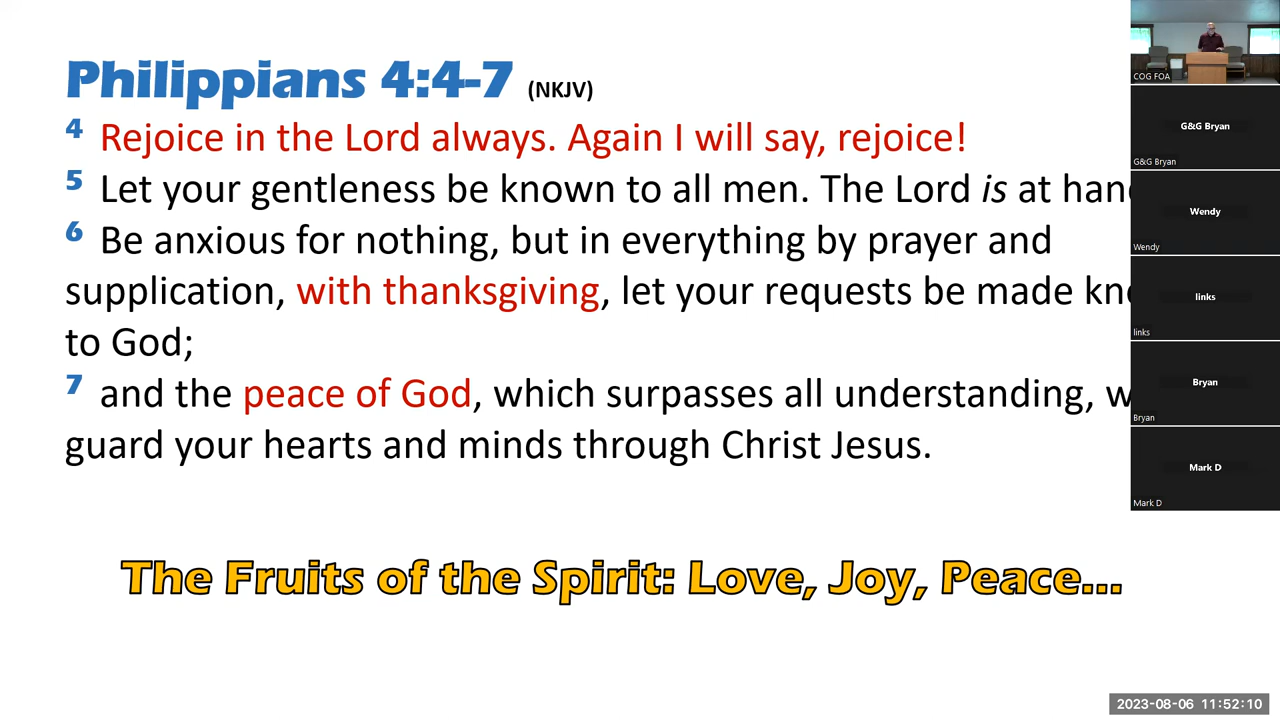 Philippians 4:4-7 (NKJV)
4 Rejoice in the Lord always. Again I will say, rejoice!
5 Let your gentleness be known to all men. The Lord is at
6 Be anxious for nothing, but in everything by prayer and
supplication, with thanksgiving, let your requests be made
to God;
7 and the peace of God, which surpasses all understanding,
guard your hearts and minds through Christ Jesus.
The Fruits of the Spirit: Love, Joy, Peace...
COG FOA
G&G Bryan
G&G Bryan
Wendy
Wendy
links
links
Bryan
Bryan
Mark D
Mark D
2023-08-06 11:52:10